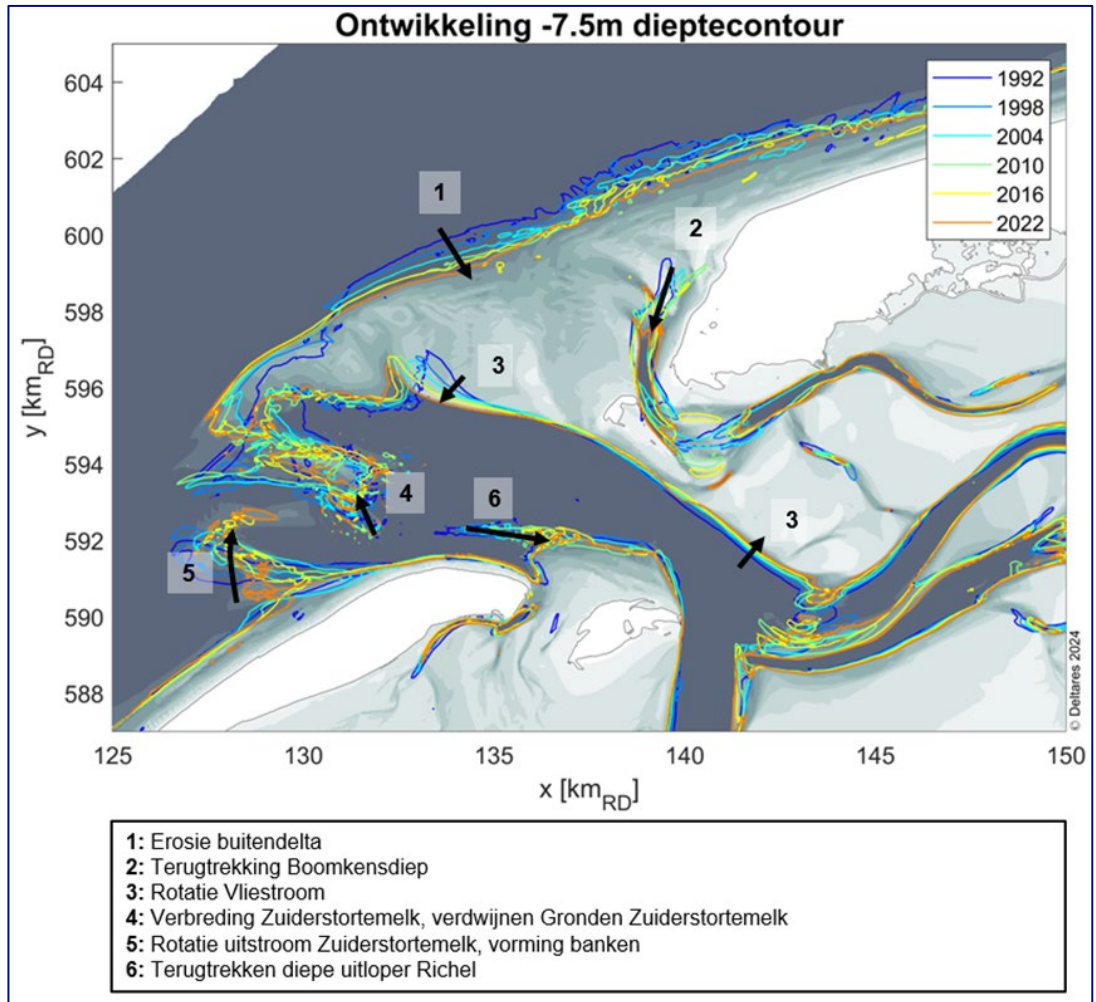 Ontwikkeling -7.5m dieptecontour
1992
1998
2004
2010
2016
2022
604
602
600
598
596
594
592
590
588
y [km_RD]
1
2
3
4
6
3
5
© Deltares 2024
125
130
135
140
145
150
x [km_RD]
1: Erosie buitendelta
2: Terugtrekking Boomkensdiep
3: Rotatie Vliestroom
4: Verbreding Zuiderstortemelk, verdwijnen Gronden Zuiderstortemelk
5: Rotatie uitstroom Zuiderstortemelk, vorming banken
6: Terugtrekken diepe uitloper Richel